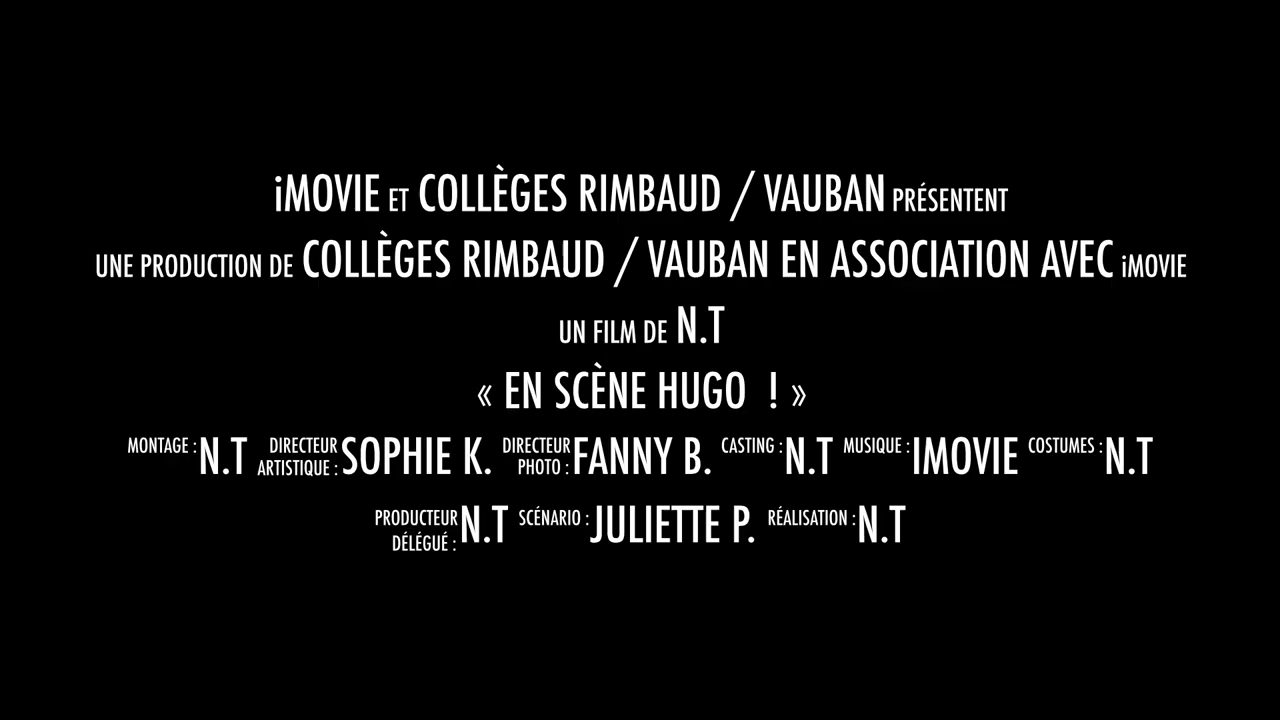 iMOVIE ET COLLÈGES RIMBAUD / VAUBAN PRÉSENTENT
UNE PRODUCTION DE COLLÈGES RIMBAUD / VAUBAN EN ASSOCIATION AVEC iMOVIE
UN FILM DE N.T
« EN SCÈNE HUGO  ! »
MONTAGE : N.T DIRECTEUR ARTISTIQUE : SOPHIE K. DIRECTEUR PHOTO : FANNY B. CASTING : N.T MUSIQUE : IMOVIE COSTUMES : N.T
PRODUCTEUR DÉLÉGUÉ : N.T SCÉNARIO : JULIETTE P. RÉALISATION : N.T